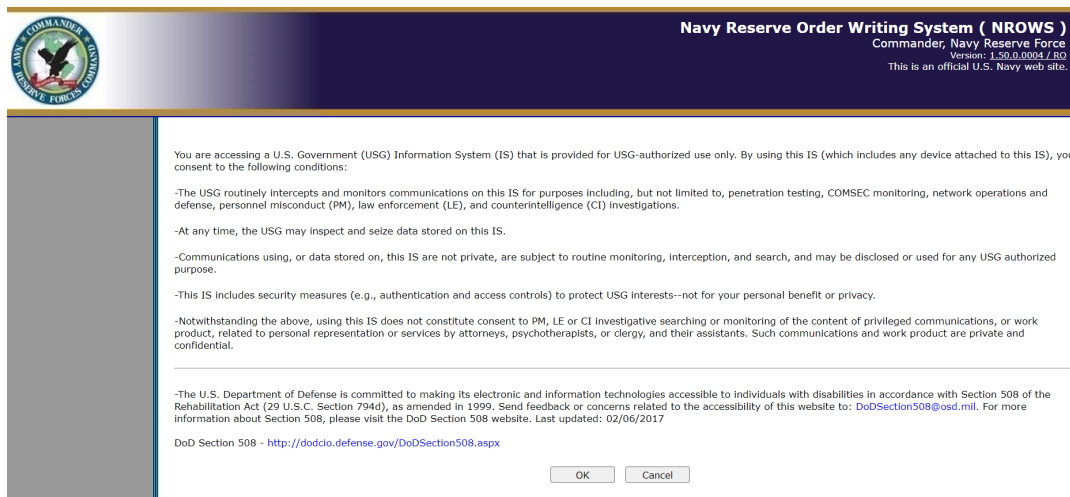 COMMANDER
NAVY RESERVE FORCES COMMAND
Navy Reserve Order Writing System ( NROWS )
Commander, Navy Reserve Force
Version: 1.50.0.0004 / RO
This is an official U.S. Navy web site.
You are accessing a U.S. Government (USG) Information System (IS) that is provided for USG-authorized use only. By using this IS (which includes any device attached to this IS), you
consent to the following conditions:
-The USG routinely intercepts and monitors communications on this IS for purposes including, but not limited to, penetration testing, COMSEC monitoring, network operations and
defense, personnel misconduct (PM), law enforcement (LE), and counterintelligence (CI) investigations.
-At any time, the USG may inspect and seize data stored on this IS.
-Communications using, or data stored on, this IS are not private, are subject to routine monitoring, interception, and search, and may be disclosed or used for any USG authorized
purpose.
-This IS includes security measures (e.g., authentication and access controls) to protect USG interests--not for your personal benefit or privacy.
-Notwithstanding the above, using this IS does not constitute consent to PM, LE or CI investigative searching or monitoring of the content of privileged communications, or work
product, related to personal representation or services by attorneys, psychotherapists, or clergy, and their assistants. Such communications and work product are private and
confidential.
-The U.S. Department of Defense is committed to making its electronic and information technologies accessible to individuals with disabilities in accordance with Section 508 of the
Rehabilitation Act (29 U.S.C. Section 794d), as amended in 1999. Send feedback or concerns related to the accessibility of this website to: DoDSection508@osd.mil. For more
information about Section 508, please visit the DoD Section 508 website. Last updated: 02/06/2017
DoD Section 508 - http://dodcio.defense.gov/DoDSection508.aspx
OK
Cancel